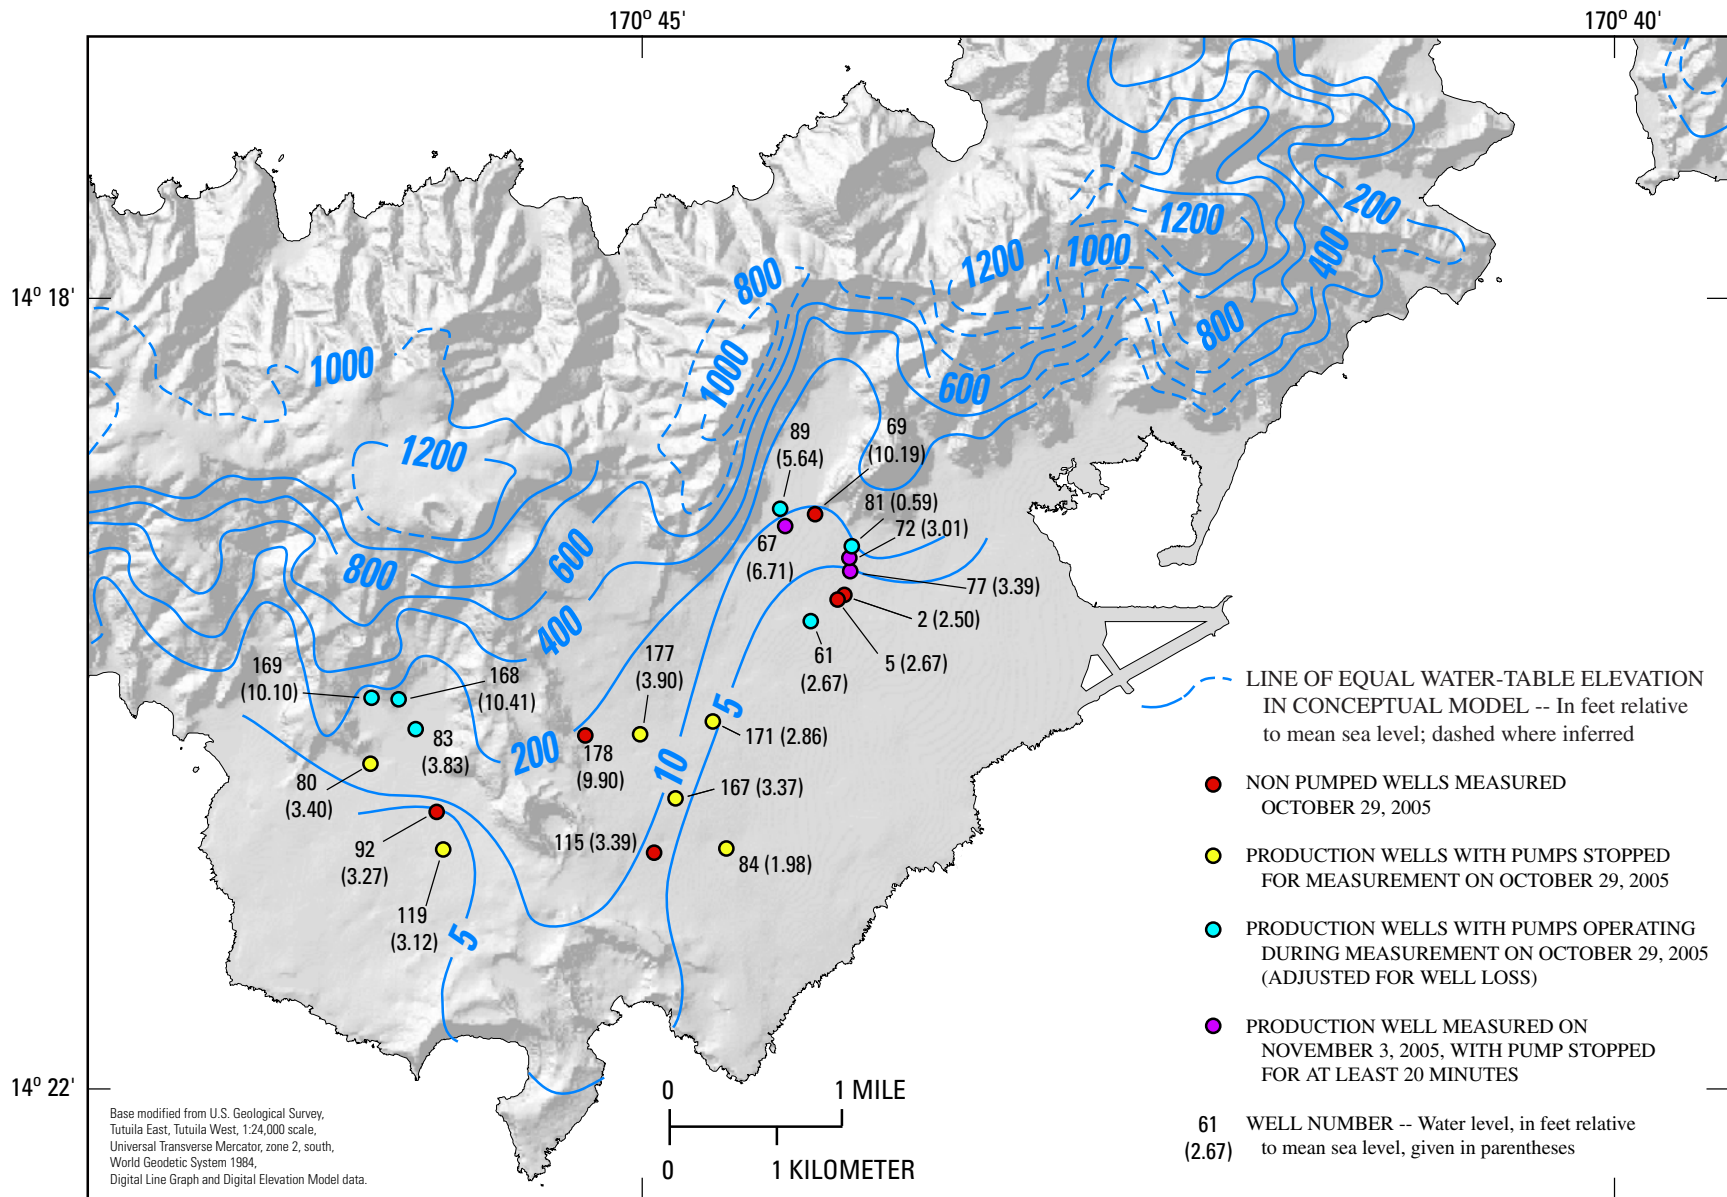 170° 45'
170° 40'
14° 18'
14° 22'
1200
200
1000
1200
400
800
1000
800
1000
600
1200
600
800
400
200
10
5
5
89
(5.64)
69
(10.19)
81 (0.59)
72 (3.01)
67
(6.71)
77 (3.39)
2 (2.50)
5 (2.67)
61
(2.67)
177
(3.90)
169
(10.10)
168
(10.41)
83
(3.83)
178
(9.90)
171 (2.86)
80
(3.40)
167 (3.37)
92
(3.27)
115 (3.39)
84 (1.98)
119
(3.12)
LINE OF EQUAL WATER-TABLE ELEVATION
IN CONCEPTUAL MODEL -- In feet relative
to mean sea level; dashed where inferred
NON PUMPED WELLS MEASURED
OCTOBER 29, 2005
PRODUCTION WELLS WITH PUMPS STOPPED
FOR MEASUREMENT ON OCTOBER 29, 2005
PRODUCTION WELLS WITH PUMPS OPERATING
DURING MEASUREMENT ON OCTOBER 29, 2005
(ADJUSTED FOR WELL LOSS)
PRODUCTION WELL MEASURED ON
NOVEMBER 3, 2005, WITH PUMP STOPPED
FOR AT LEAST 20 MINUTES
61
(2.67)
WELL NUMBER -- Water level, in feet relative
to mean sea level, given in parentheses
0 1 MILE
0 1 KILOMETER
Base modified from U.S. Geological Survey,
Tutuila East, Tutuila West, 1:24,000 scale,
Universal Transverse Mercator, zone 2, south,
World Geodetic System 1984,
Digital Line Graph and Digital Elevation Model data.